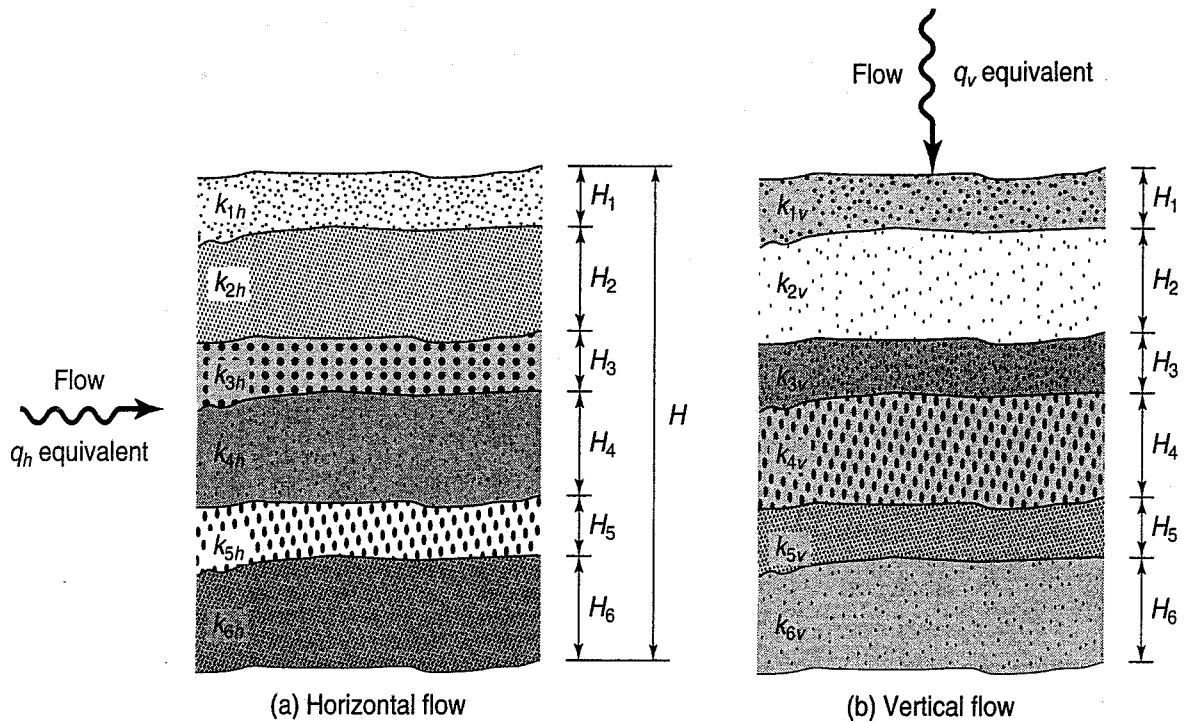 Flow
q_v equivalent
k_1h
k_2h
k_3h
k_4h
k_5h
k_6h
H_1
H_2
H_3
H_4
H_5
H_6
H
Flow
q_h equivalent
(a) Horizontal flow
k_1v
k_2v
k_3v
k_4v
k_5v
k_6v
H_1
H_2
H_3
H_4
H_5
H_6
(b) Vertical flow